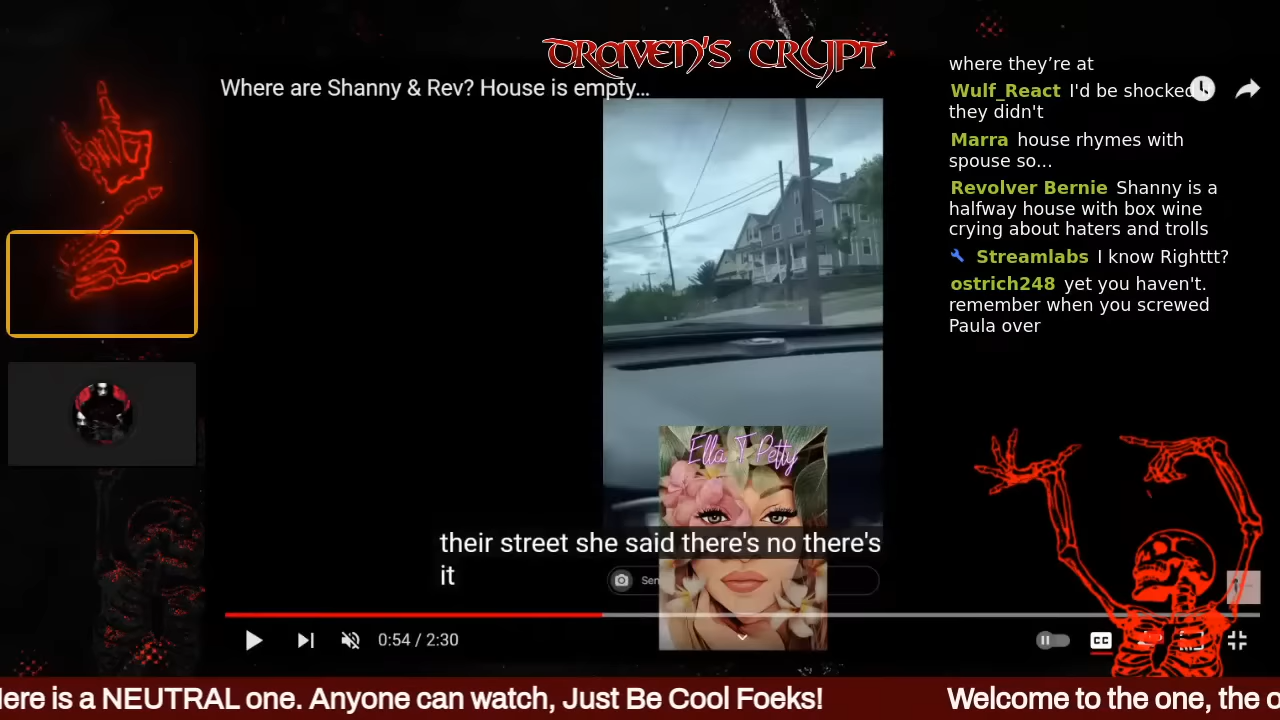 DRAVEN'S CRYPT
Where are Shanny & Rev? House is empty...
where they’re at
Wulf_React I'd be shocked
they didn't
Marra house rhymes with
spouse so...
Revolver Bernie Shanny is a
halfway house with box wine
crying about haters and trolls
Streamlabs I know Righttt?
ostrich248 yet you haven't.
remember when you screwed
Paula over
Ella T Petty
their street she said there's no there's
it
0:54 / 2:30
CC
Here is a NEUTRAL one. Anyone can watch, Just Be Cool Foeks!
Welcome to the one, the